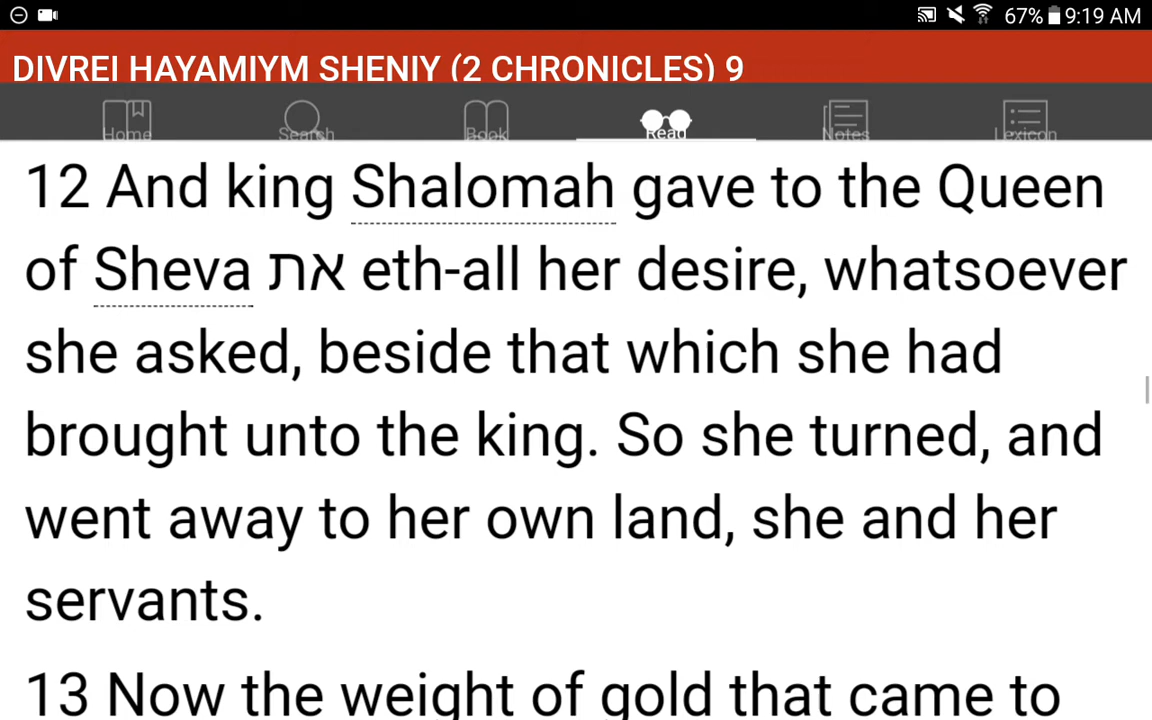 67% 9:19 AM
DIVREI HAYAMIYM SHENIY (2 CHRONICLES) 9
Home Search Book Read Notes Lexicon
12 And king Shalomah gave to the Queen
of Sheva את eth-all her desire, whatsoever
she asked, beside that which she had
brought unto the king. So she turned, and
went away to her own land, she and her
servants.
13 Now the weight of gold that came to